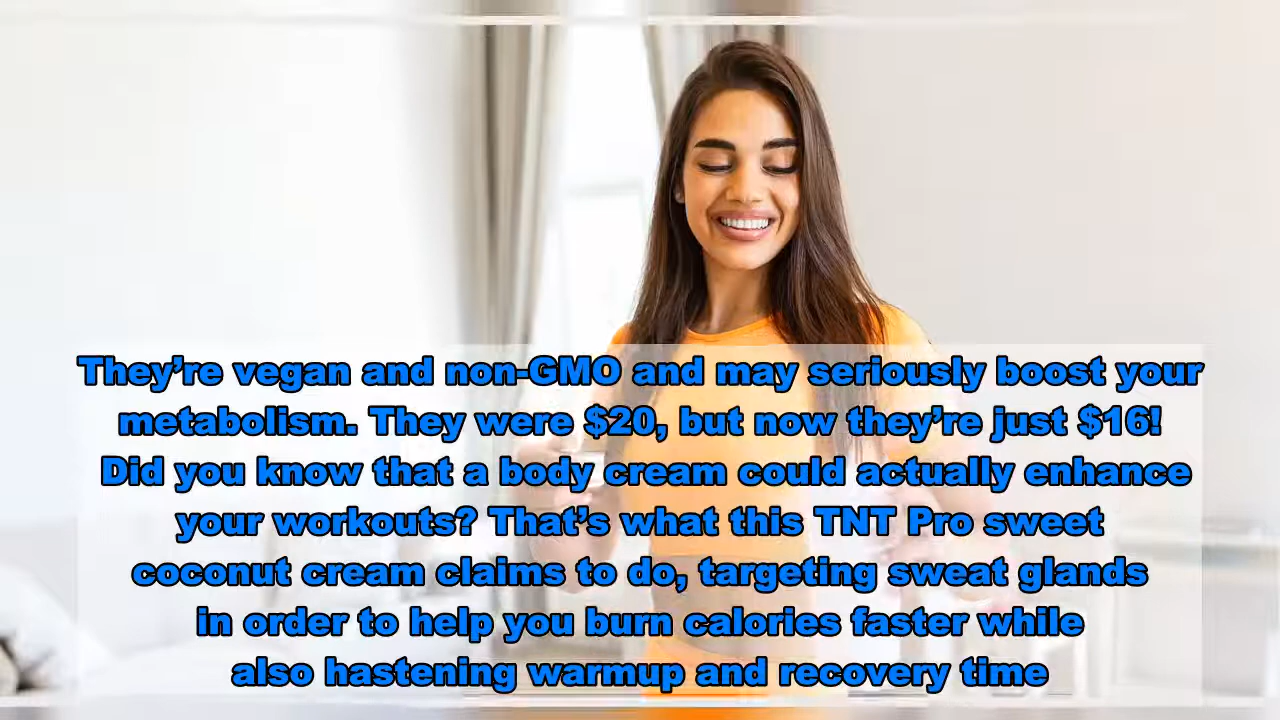 They’re vegan and non-GMO and may seriously boost your
metabolism. They were $20, but now they’re just $16!
Did you know that a body cream could actually enhance
your workouts? That’s what this TNT Pro sweet
coconut cream claims to do, targeting sweat glands
in order to help you burn calories faster while
also hastening warmup and recovery time